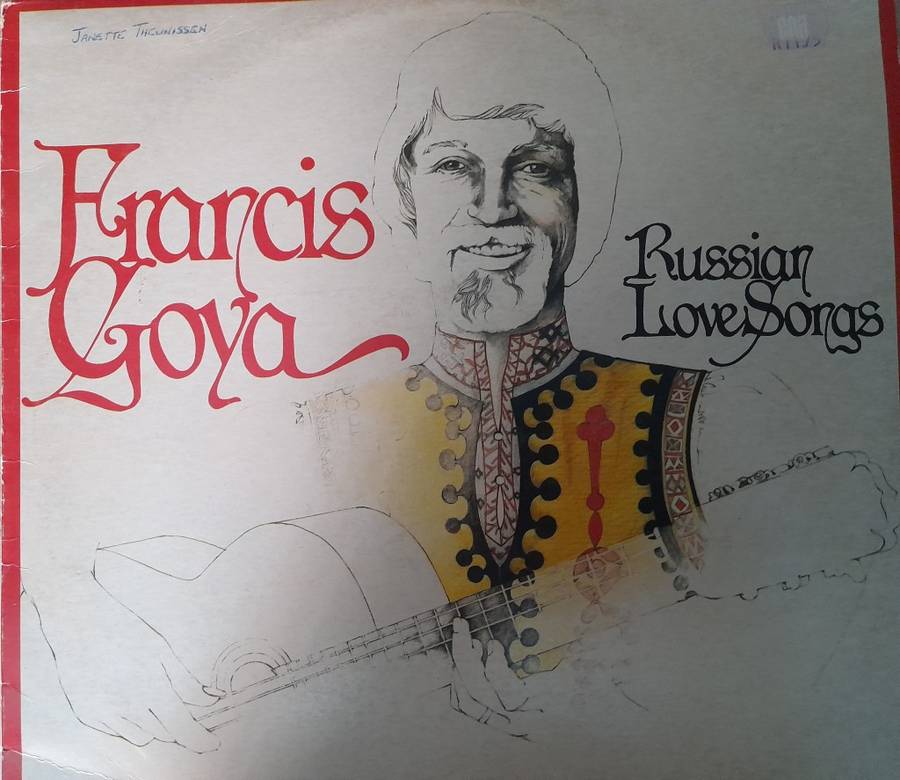 Janette Theunissen
Francis
Goya
Russian
Love Songs